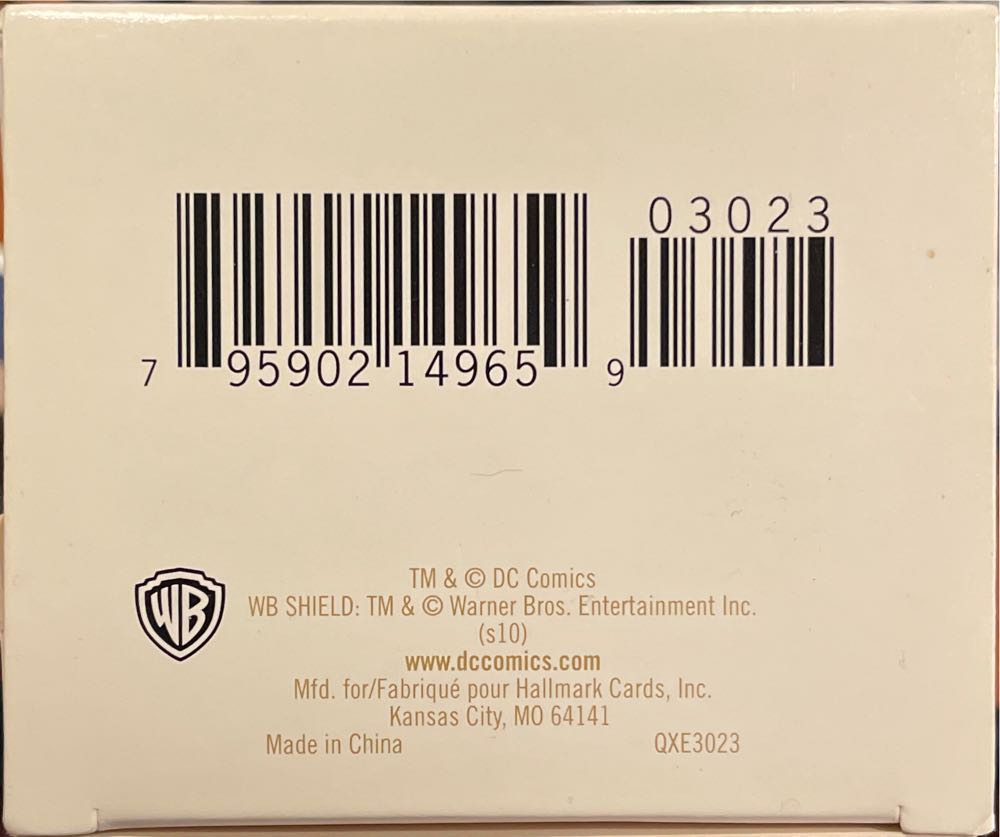 03023
7 95902 14965 9
WB
TM & © DC Comics
WB SHIELD: TM & © Warner Bros. Entertainment Inc.
(s10)
www.dccomics.com
Mfd. for/Fabriqué pour Hallmark Cards, Inc.
Kansas City, MO 64141
Made in China QXE3023